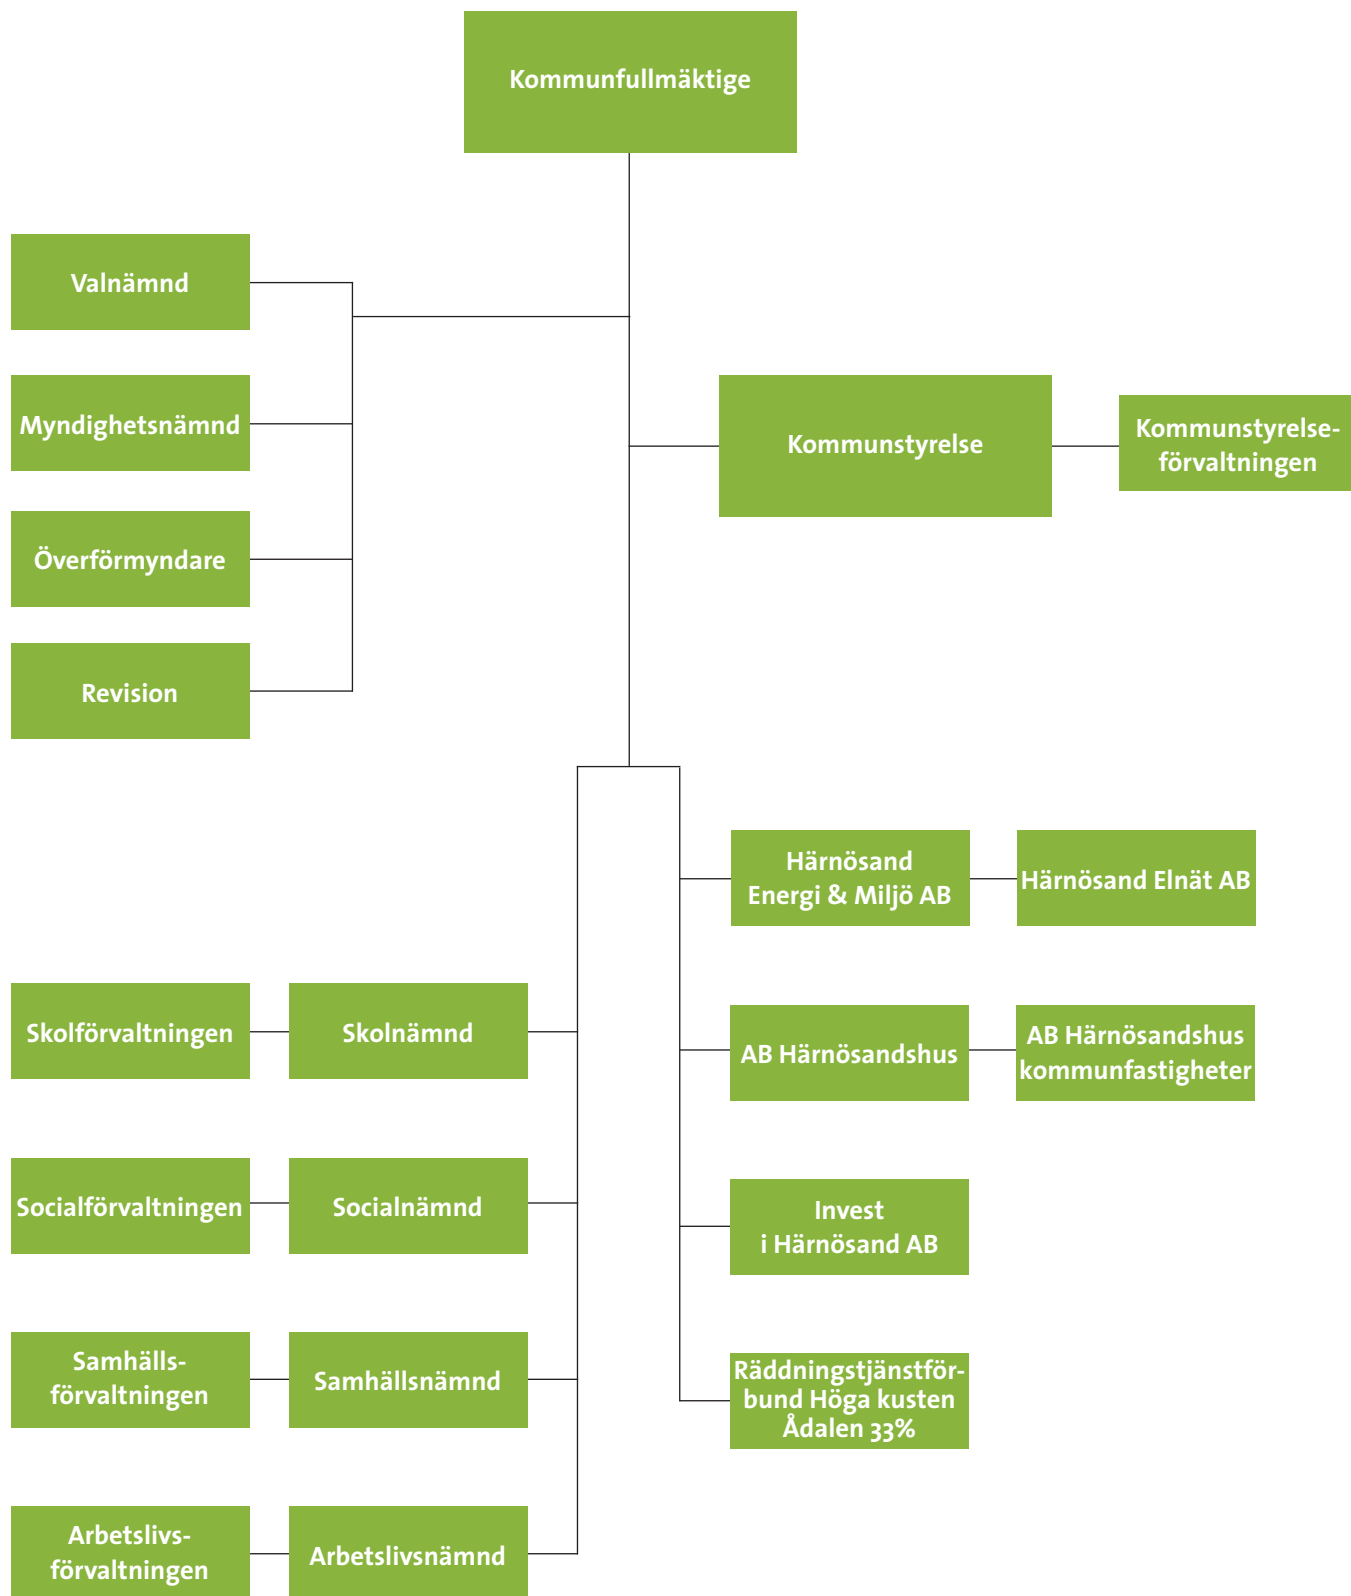 Kommunfullmäktige
Valnämnd
Myndighetsnämnd
Överförmyndare
Revision
Kommunstyrelse
Kommunstyrelse-
förvaltningen
Härnösand
Energi & Miljö AB
Härnösand Elnät AB
Skolförvaltningen
Skolnämnd
AB Härnösandshus
AB Härnösandshus
kommunfastigheter
Socialförvaltningen
Socialnämnd
Invest
i Härnösand AB
Samhälls-
förvaltningen
Samhällsnämnd
Räddningstjänstför-
bund Höga kusten
Ådalen 33%
Arbetslivs-
förvaltningen
Arbetslivsnämnd